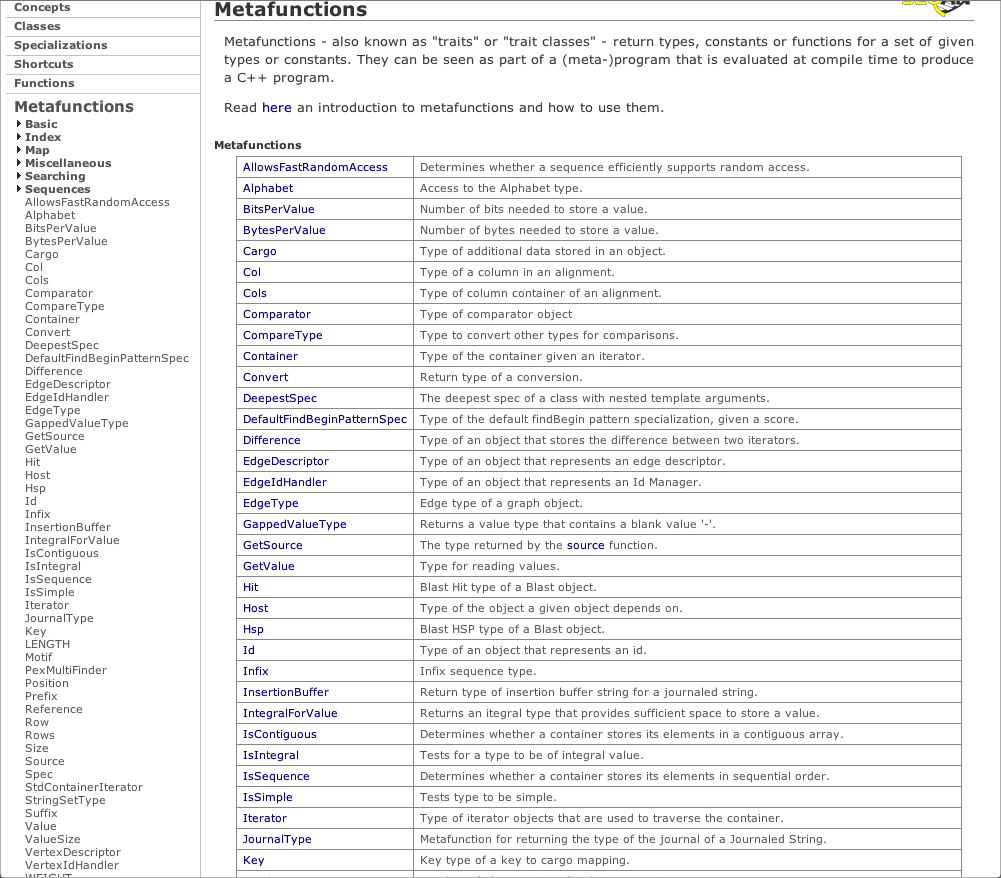 Concepts
Classes
Specializations
Shortcuts
Functions
Metafunctions
Basic
Index
Map
Miscellaneous
Searching
Sequences
AllowsFastRandomAccess
Alphabet
BitsPerValue
BytesPerValue
Cargo
Col
Cols
Comparator
CompareType
Container
Convert
DeepestSpec
DefaultFindBeginPatternSpec
Difference
EdgeDescriptor
EdgeIdHandler
EdgeType
GappedValueType
GetSource
GetValue
Hit
Host
Hsp
Id
Infix
InsertionBuffer
IntegralForValue
IsContiguous
IsIntegral
IsSequence
IsSimple
Iterator
JournalType
Key
LENGTH
Motif
PexMultiFinder
Position
Prefix
Reference
Row
Rows
Size
Source
Spec
StdContainerIterator
StringSetType
Suffix
Value
ValueSize
VertexDescriptor
VertexIdHandler
WEIGHT
Metafunctions
Metafunctions - also known as "traits" or "trait classes" - return types, constants or functions for a set of given
types or constants. They can be seen as part of a (meta-)program that is evaluated at compile time to produce
a C++ program.
Read here an introduction to metafunctions and how to use them.
Metafunctions
AllowsFastRandomAccess Determines whether a sequence efficiently supports random access.
Alphabet Access to the Alphabet type.
BitsPerValue Number of bits needed to store a value.
BytesPerValue Number of bytes needed to store a value.
Cargo Type of additional data stored in an object.
Col Type of a column in an alignment.
Cols Type of column container of an alignment.
Comparator Type of comparator object
CompareType Type to convert other types for comparisons.
Container Type of the container given an iterator.
Convert Return type of a conversion.
DeepestSpec The deepest spec of a class with nested template arguments.
DefaultFindBeginPatternSpec Type of the default findBegin pattern specialization, given a score.
Difference Type of an object that stores the difference between two iterators.
EdgeDescriptor Type of an object that represents an edge descriptor.
EdgeIdHandler Type of an object that represents an Id Manager.
EdgeType Edge type of a graph object.
GappedValueType Returns a value type that contains a blank value '-'.
GetSource The type returned by the source function.
GetValue Type for reading values.
Hit Blast Hit type of a Blast object.
Host Type of the object a given object depends on.
Hsp Blast HSP type of a Blast object.
Id Type of an object that represents an id.
Infix Infix sequence type.
InsertionBuffer Return type of insertion buffer string for a journaled string.
IntegralForValue Returns an itegral type that provides sufficient space to store a value.
IsContiguous Determines whether a container stores its elements in a contiguous array.
IsIntegral Tests for a type to be of integral value.
IsSequence Determines whether a container stores its elements in sequential order.
IsSimple Tests type to be simple.
Iterator Type of iterator objects that are used to traverse the container.
JournalType Metafunction for returning the type of the journal of a Journaled String.
Key Key type of a key to cargo mapping.